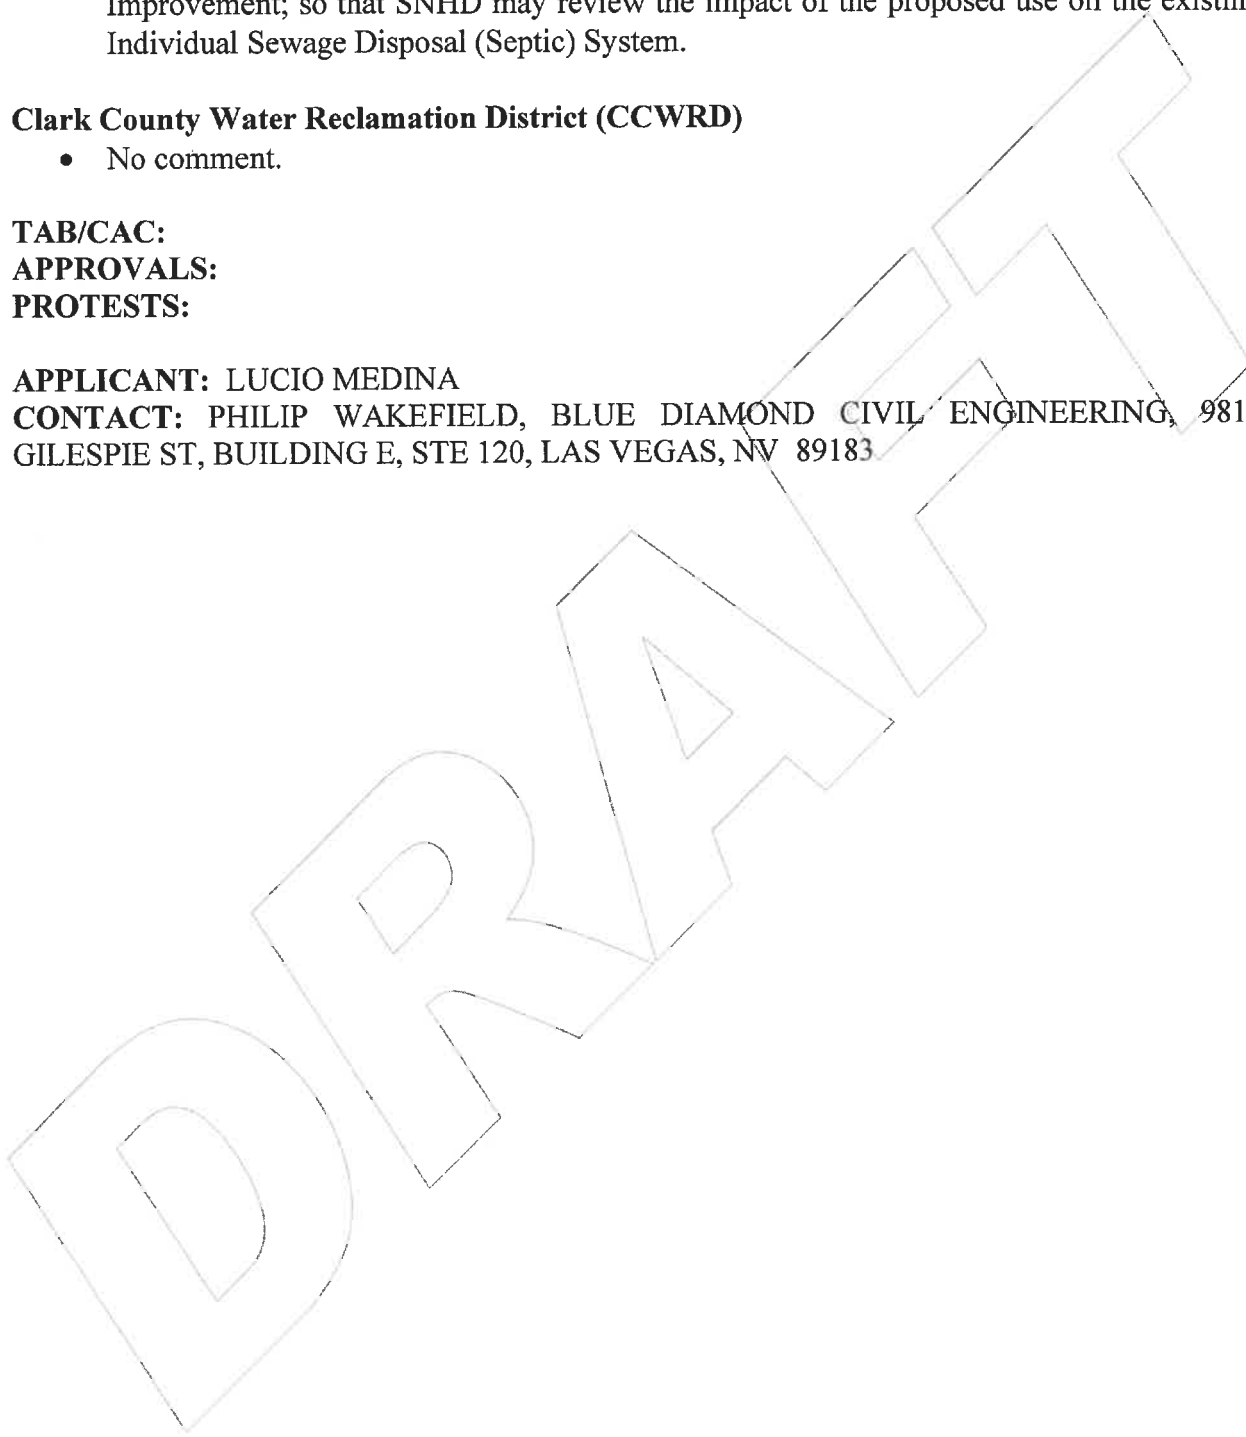 Improvement; so that SNHD may review the impact of the proposed use on the
Individual Sewage Disposal (Septic) System.
Clark County Water Reclamation District (CCWRD)
• No comment.
TAB/CAC:
APPROVALS:
PROTESTS:
APPLICANT: LUCIO MEDINA
CONTACT: PHILIP WAKEFIELD, BLUE DIAMOND CIVIL ENGINEERING,
GILESPIE ST, BUILDING E, STE 120, LAS VEGAS, NV 89183
DRAFT